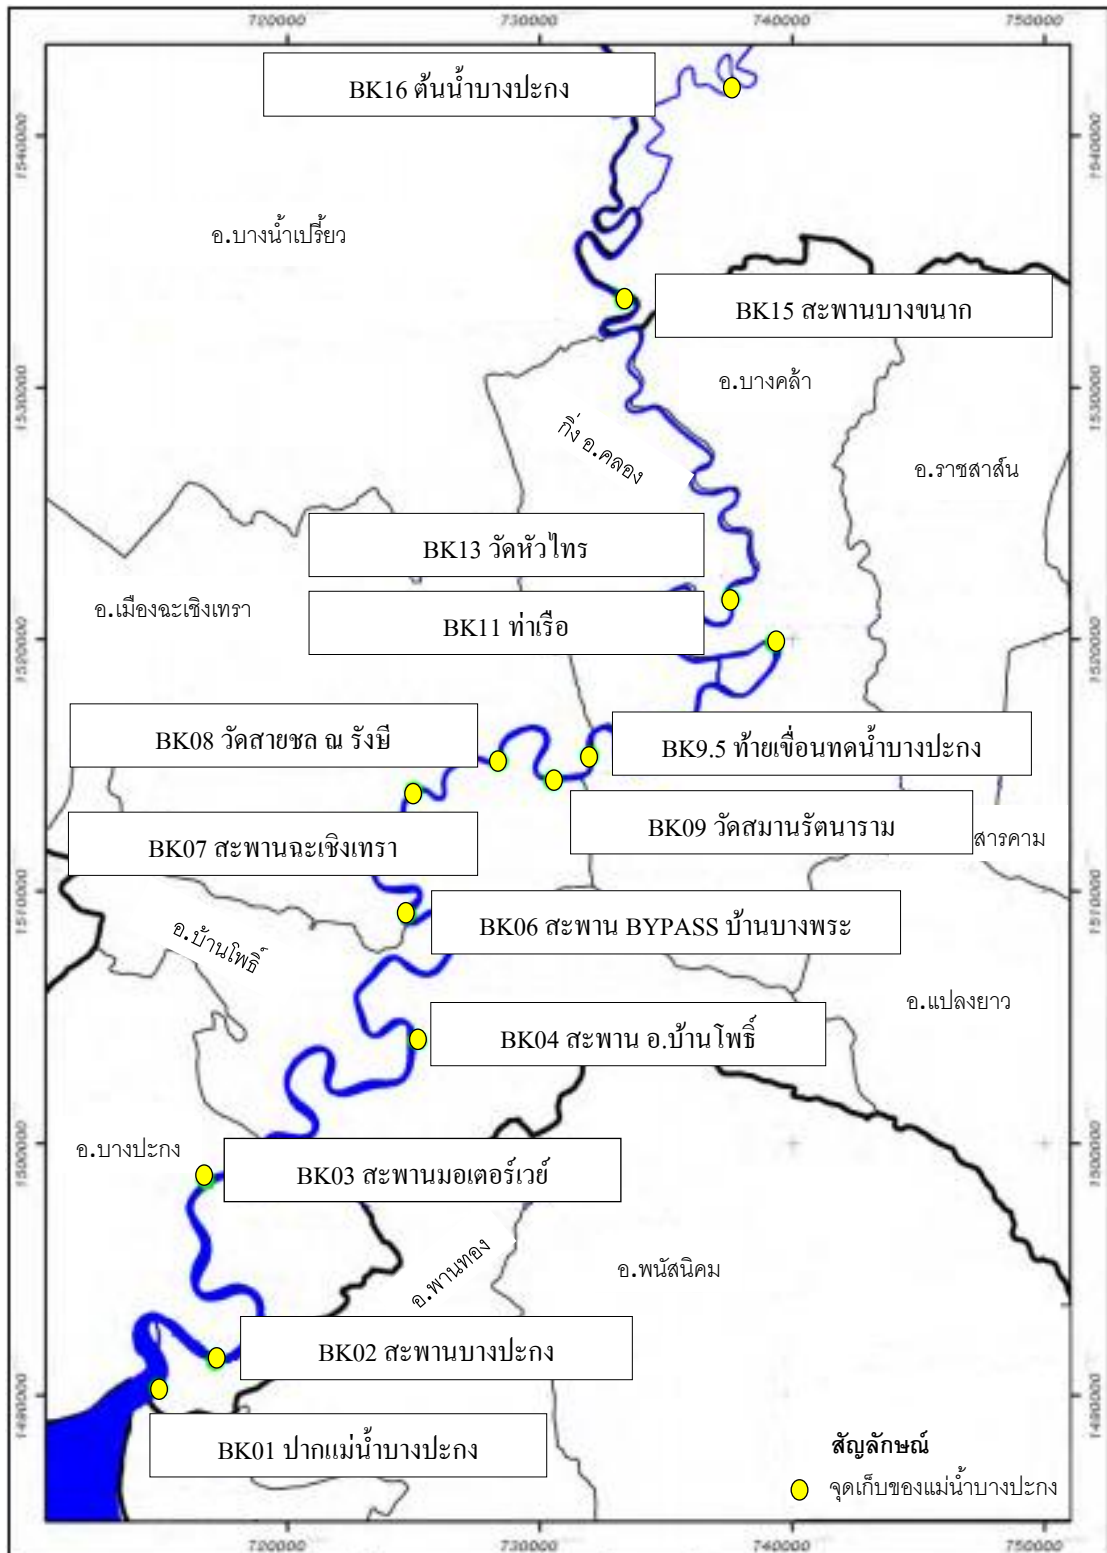 720000 730000 740000 750000
BK16 ต้นน้ำบางปะกง
1540000 1540000
อ.บางน้ำเปรี้ยว
BK15 สะพานบางขนาก
1530000 1530000
อ.บางคล้า
กิ่ง อ.คลอง
อ.ราชสาส์น
BK13 วัดหัวไทร
อ.เมืองฉะเชิงเทรา
BK11 ท่าเรือ
1520000 1520000
BK08 วัดสายชล ณ รังษี
BK9.5 ท้ายเขื่อนทดน้ำบางปะกง
BK09 วัดสมานรัตนาราม
สารคาม
BK07 สะพานฉะเชิงเทรา
1510000 1510000
BK06 สะพาน BYPASS บ้านบางพระ
อ.บ้านโพธิ์
อ.แปลงยาว
BK04 สะพาน อ.บ้านโพธิ์
1500000 1500000
อ.บางปะกง
BK03 สะพานมอเตอร์เวย์
อ.พานทอง
อ.พนัสนิคม
BK02 สะพานบางปะกง
1490000 1490000
BK01 ปากแม่น้ำบางปะกง
สัญลักษณ์
จุดเก็บของแม่น้ำบางปะกง
720000 730000 740000 750000